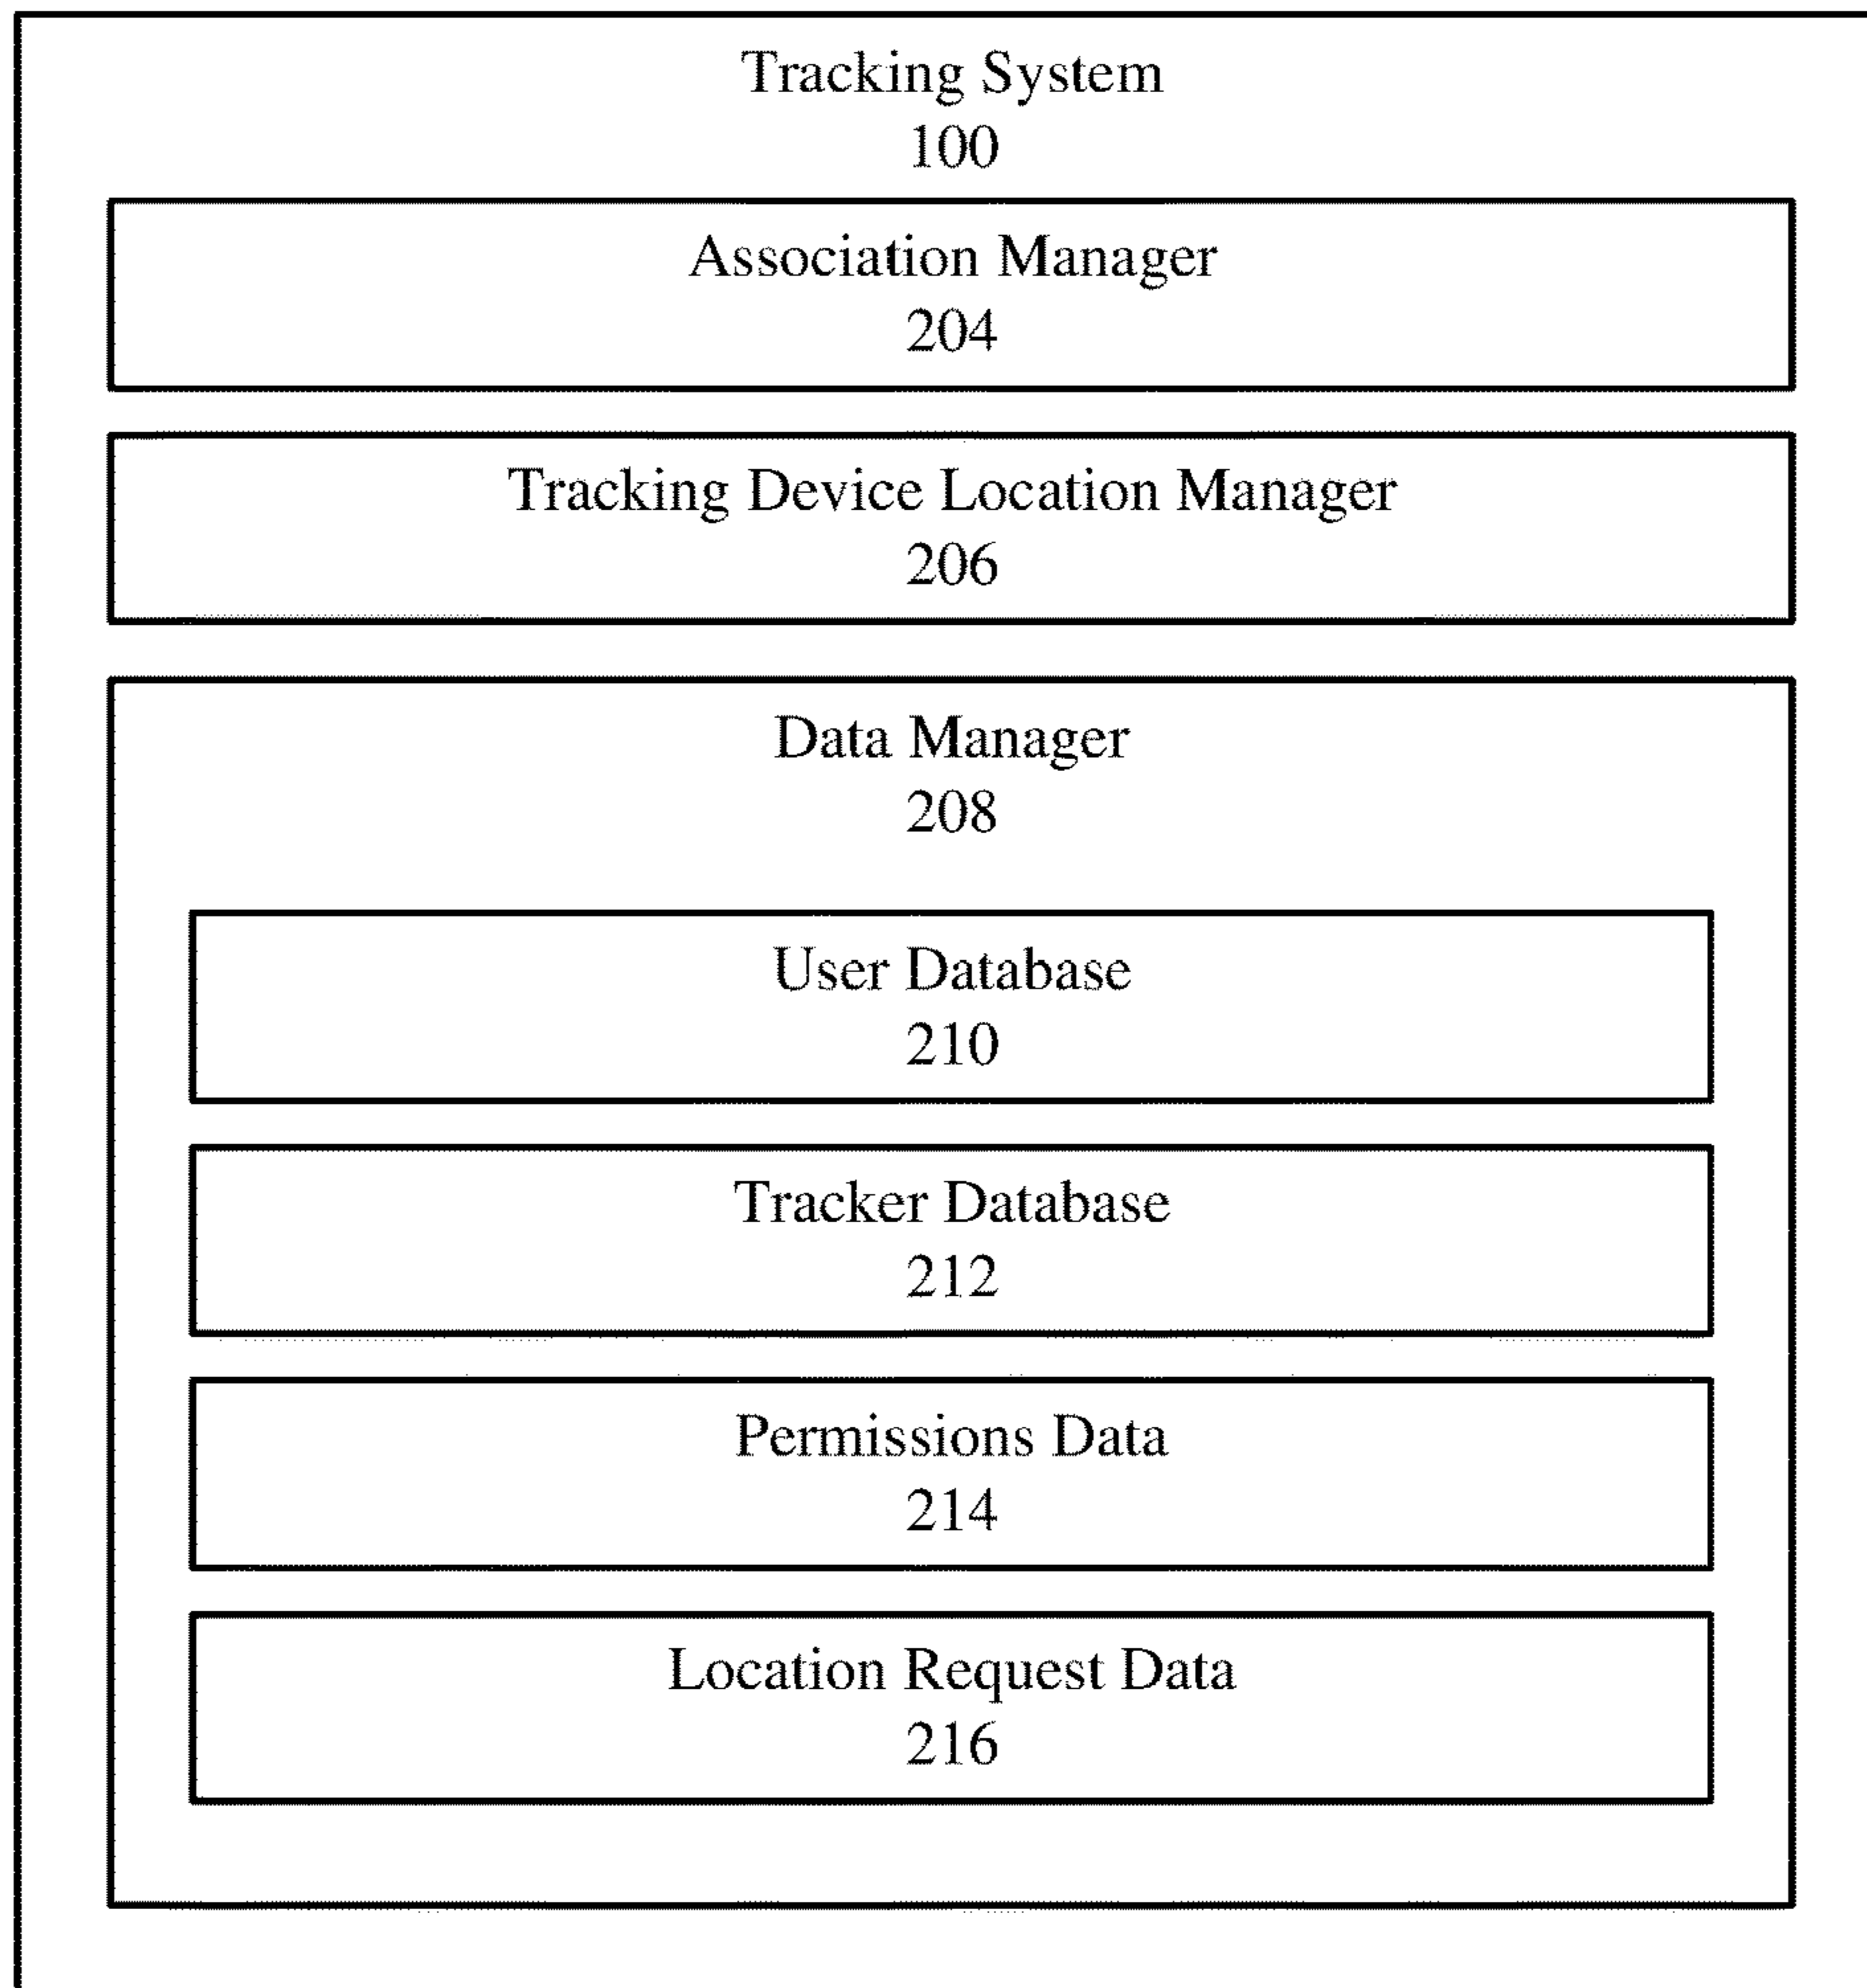 Tracking System
100
Association Manager
204
Tracking Device Location Manager
206
Data Manager
208
User Database
210
Tracker Database
212
Permissions Data
214
Location Request Data
216